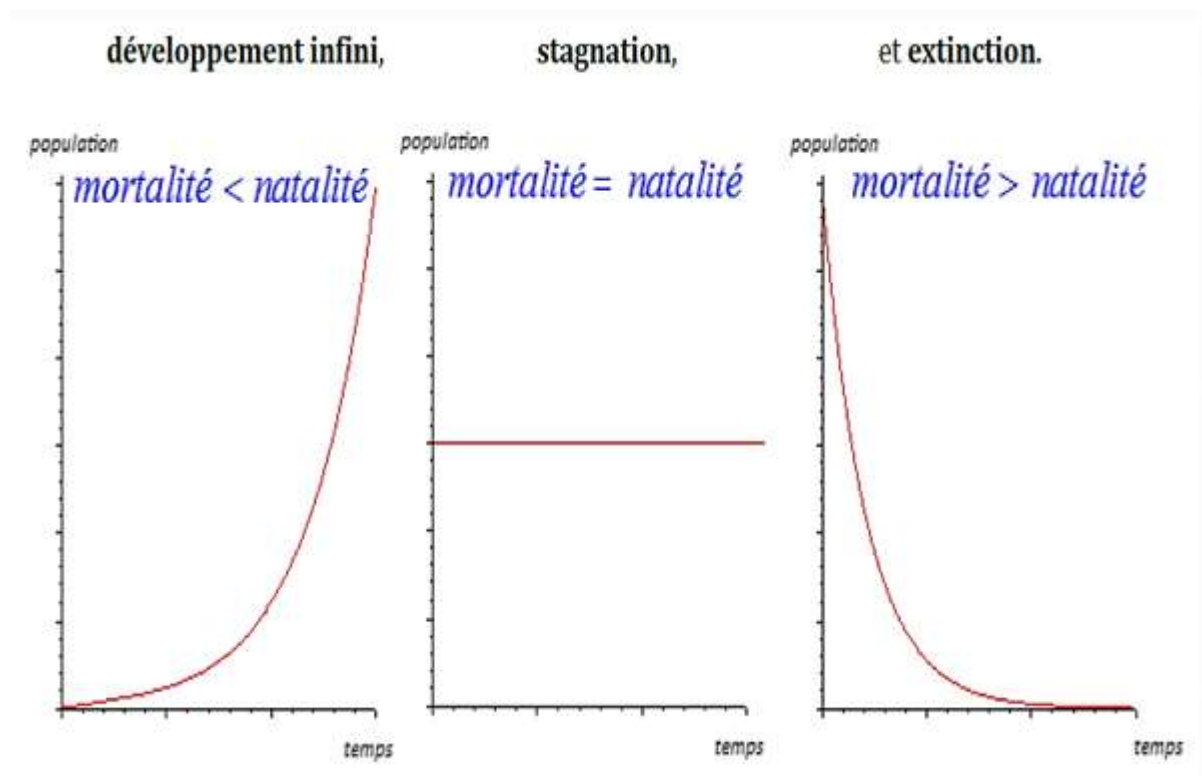 développement infini,
stagnation,
et extinction.
population
population
population
mortalité < natalité
mortalité = natalité
mortalité > natalité
temps
temps
temps